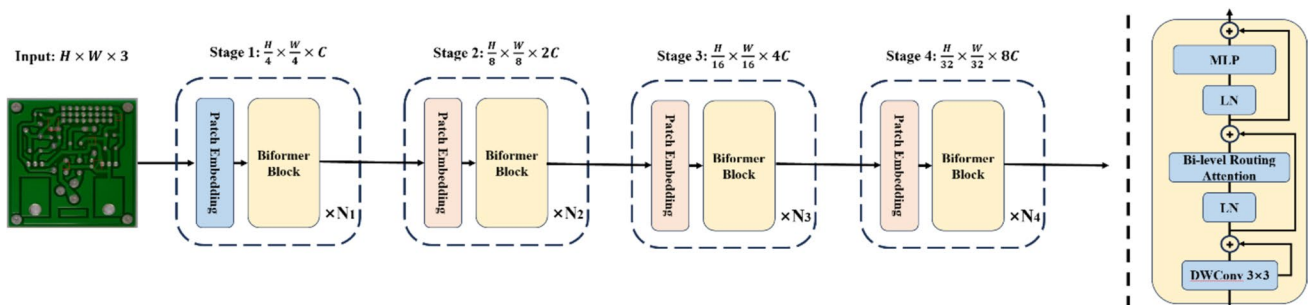 Input: H × W × 3
Stage 1: H/4 × W/4 × C
Patch Embedding
Biformer
Block
×N₁
Stage 2: H/8 × W/8 × 2C
Patch Embedding
Biformer
Block
×N₂
Stage 3: H/16 × W/16 × 4C
Patch Embedding
Biformer
Block
×N₃
Stage 4: H/32 × W/32 × 8C
Patch Embedding
Biformer
Block
×N₄
MLP
LN
Bi-level Routing
Attention
LN
DWConv 3×3